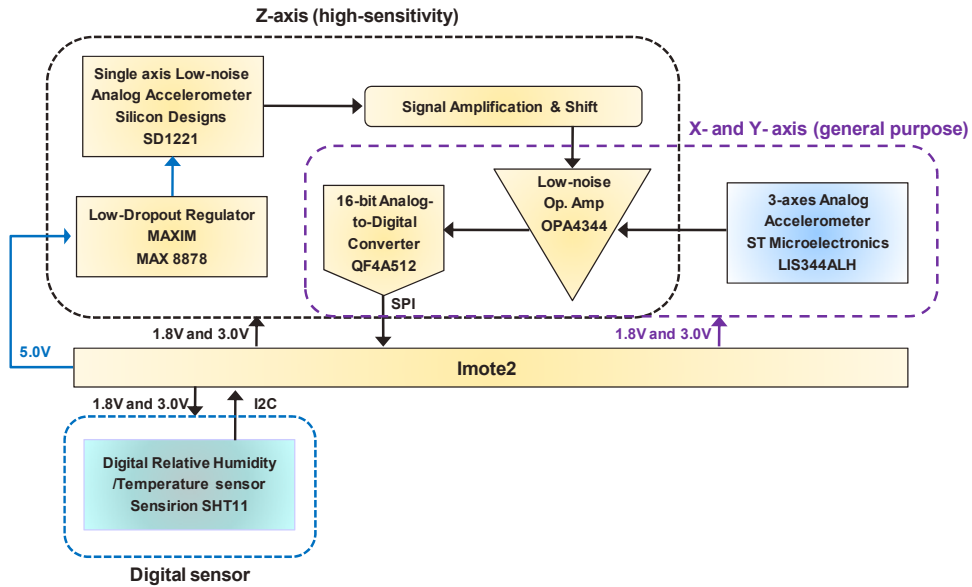 Z-axis (high-sensitivity)
Single axis Low-noise
Analog Accelerometer
Silicon Designs
SD1221
Signal Amplification & Shift
X- and Y- axis (general purpose)
Low-Dropout Regulator
MAXIM
MAX 8878
16-bit Analog-
to-Digital
Converter
QF4A512
Low-noise
Op. Amp
OPA4344
3-axes Analog
Accelerometer
ST Microelectronics
LIS344ALH
SPI
1.8V and 3.0V
1.8V and 3.0V
5.0V
Imote2
1.8V and 3.0V
I2C
Digital Relative Humidity
/Temperature sensor
Sensirion SHT11
Digital sensor